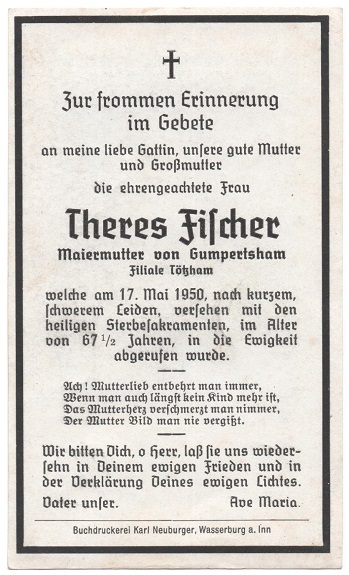 Zur frommen Erinnerung
im Gebete
an meine liebe Gattin, unsere gute Mutter
und Großmutter
die ehrengeachtete Frau
Theres Fischer
Maiermutter von Gumpertsham
Filiale Tötzham
welche am 17. Mai 1950, nach kurzem,
schwerem Leiden, versehen mit den
heiligen Sterbesakramenten, im Alter
von 67 1/2 Jahren, in die Ewigkeit
abgerufen wurde.
Ach! Mutterlieb entbehrt man immer,
Wenn man auch längst kein Kind mehr ist,
Das Mutterherz verschmerzt man nimmer,
Der Mutter Bild man nie vergißt.
Wir bitten Dich, o Herr, laß sie uns wieder-
sehn in Deinem ewigen Frieden und in
der Verklärung Deines ewigen Lichtes.
Vater unser. Ave Maria.
Buchdruckerei Karl Neuburger, Wasserburg a. Inn